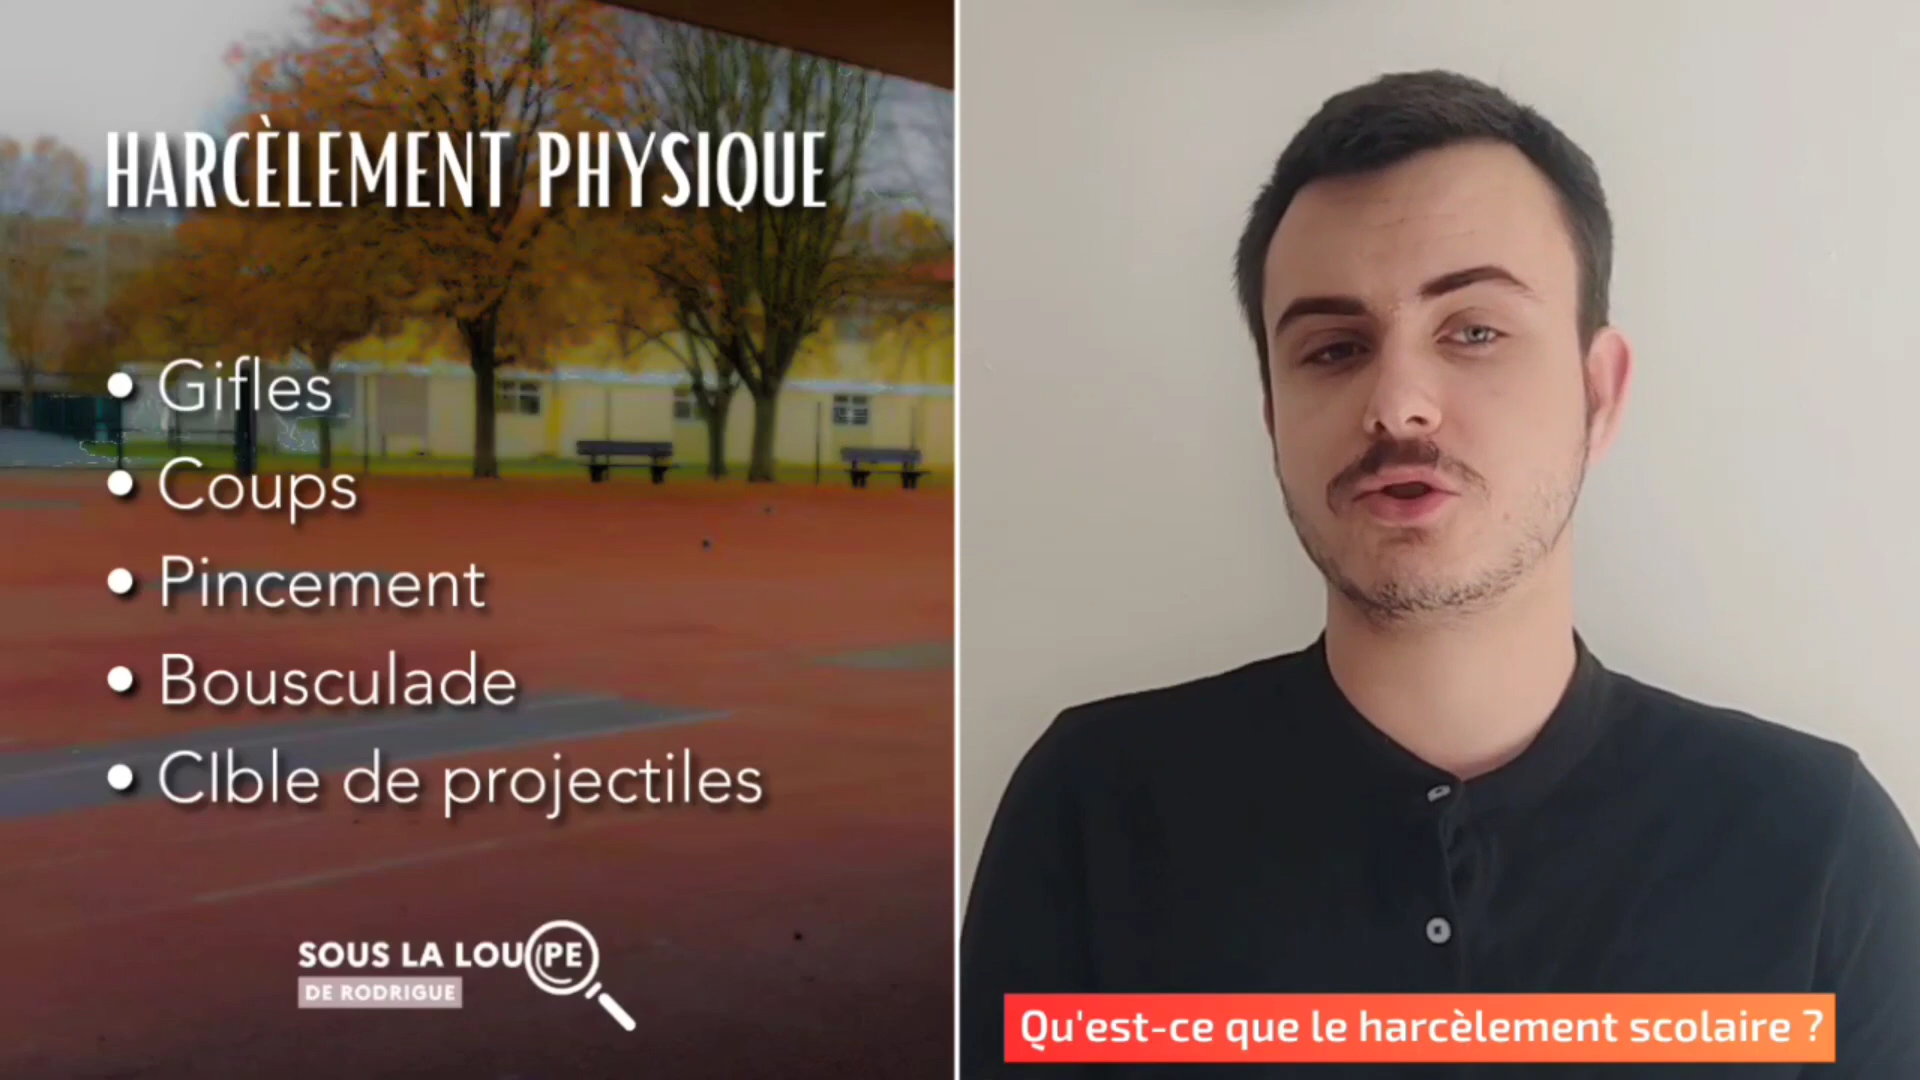 HARCÈLEMENT PHYSIQUE
• Gifles
• Coups
• Pincement
• Bousculade
• CIble de projectiles
SOUS LA LOUPE
DE RODRIGUE
Qu'est-ce que le harcèlement scolaire ?